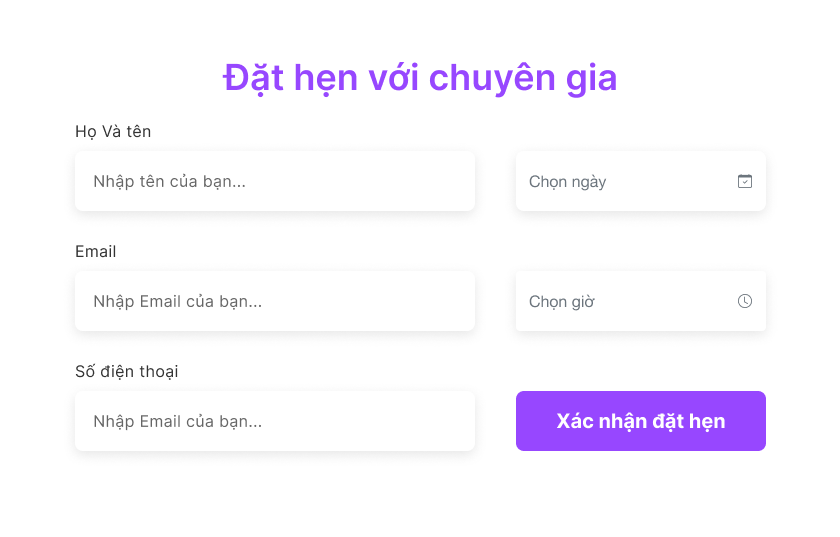 Đặt hẹn với chuyên gia
Họ Và tên
Nhập tên của bạn...
Chọn ngày
Email
Nhập Email của bạn...
Chọn giờ
Số điện thoại
Nhập Email của bạn...
Xác nhận đặt hẹn